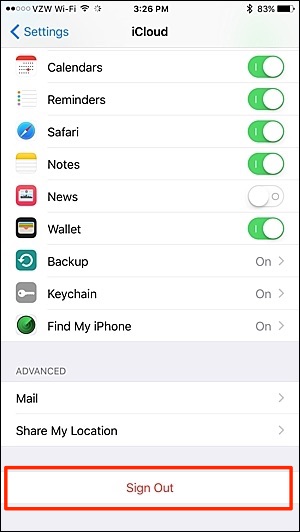 VZW Wi-Fi 3:26 PM 83%
Settings iCloud
Calendars
Reminders
Safari
Notes
News
Wallet
Backup On
Keychain On
Find My iPhone On
ADVANCED
Mail
Share My Location
Sign Out